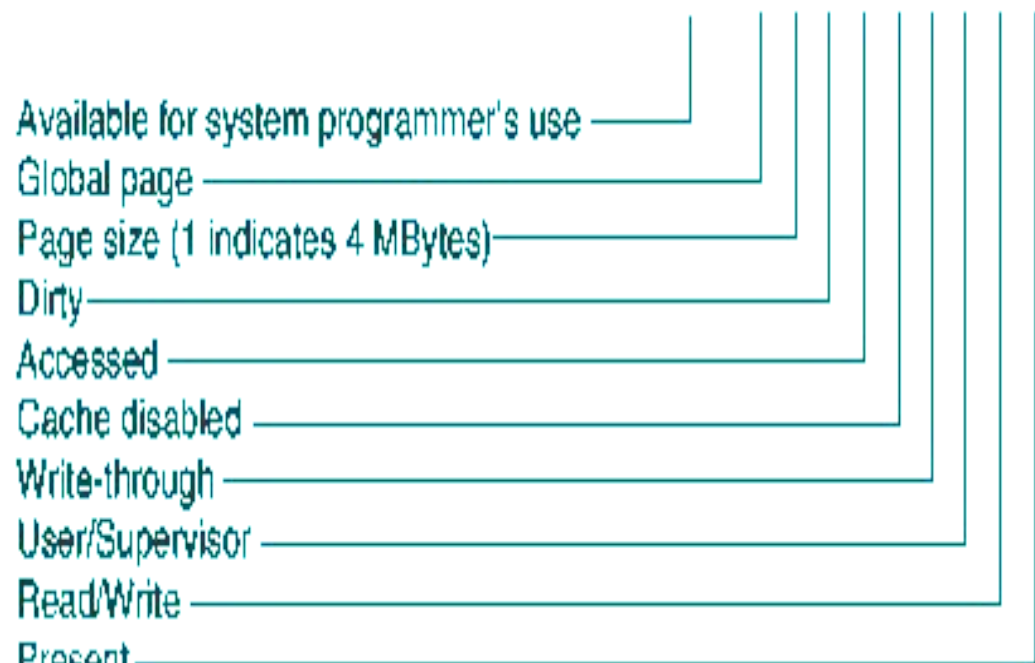 Available for system programmer's use
Global page
Page size (1 indicates 4 MBytes)
Dirty
Accessed
Cache disabled
Write-through
User/Supervisor
Read/Write
Present